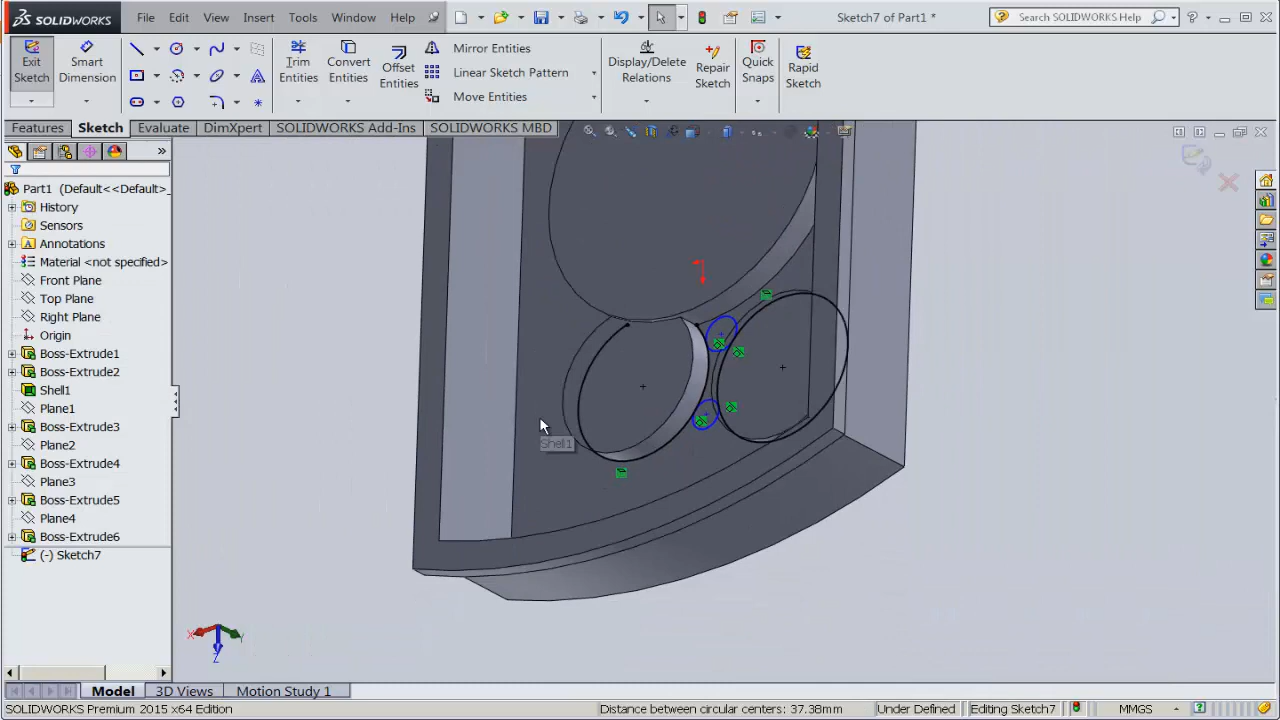 SOLIDWORKS File Edit View Insert Tools Window Help Sketch7 of Part1 * Search SOLIDWORKS Help
Exit Sketch
Smart Dimension
Trim Entities
Convert Entities
Offset Entities
Mirror Entities
Linear Sketch Pattern
Move Entities
Display/Delete Relations
Repair Sketch
Quick Snaps
Rapid Sketch
Features Sketch Evaluate DimXpert SOLIDWORKS Add-Ins SOLIDWORKS MBD
Part1 (Default<<Default>_
History
Sensors
Annotations
Material <not specified>
Front Plane
Top Plane
Right Plane
Origin
Boss-Extrude1
Boss-Extrude2
Shell1
Plane1
Boss-Extrude3
Plane2
Boss-Extrude4
Plane3
Boss-Extrude5
Plane4
Boss-Extrude6
(-) Sketch7
Shell1
X Y
Z
Model 3D Views Motion Study 1
SOLIDWORKS Premium 2015 x64 Edition Distance between circular centers: 37.38mm Under Defined Editing Sketch7 MMGS